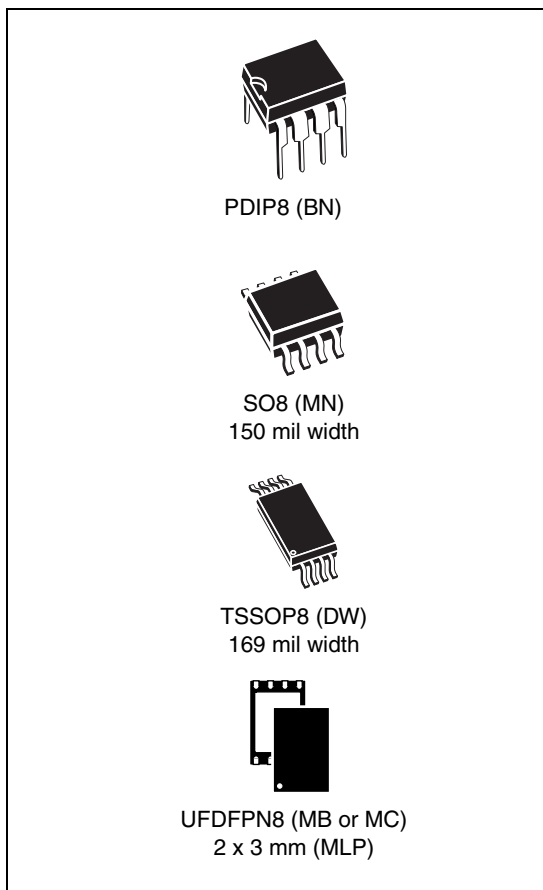 PDIP8 (BN)
SO8 (MN)
150 mil width
TSSOP8 (DW)
169 mil width
UFDFPN8 (MB or MC)
2 x 3 mm (MLP)